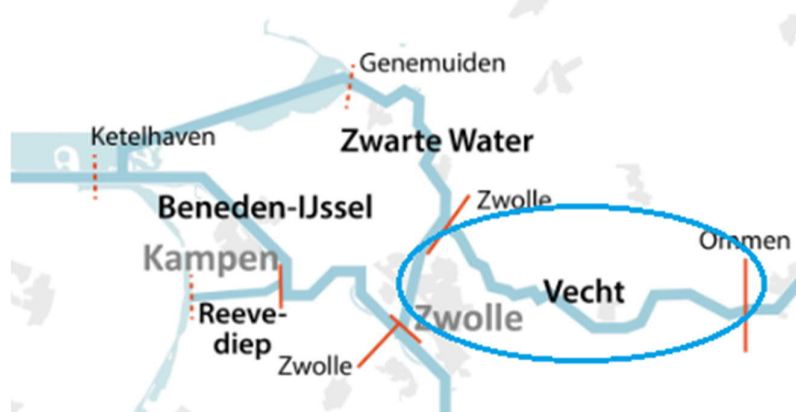 Genemuiden
Ketelhaven
Zwarte Water
Zwolle
Beneden-IJssel
Ommen
Kampen
Vecht
Reeve-
diep
Zwolle
Zwolle